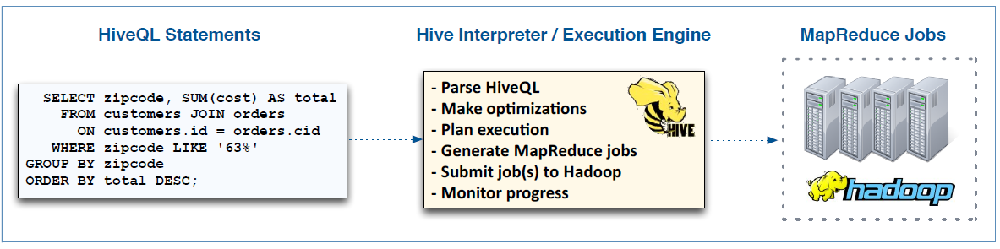 HiveQL Statements
SELECT zipcode, SUM(cost) AS total
FROM customers JOIN orders
ON customers.id = orders.cid
WHERE zipcode LIKE '63%'
GROUP BY zipcode
ORDER BY total DESC;
Hive Interpreter / Execution Engine
- Parse HiveQL
- Make optimizations
- Plan execution
- Generate MapReduce jobs
- Submit job(s) to Hadoop
- Monitor progress
HIVE
MapReduce Jobs
hadoop